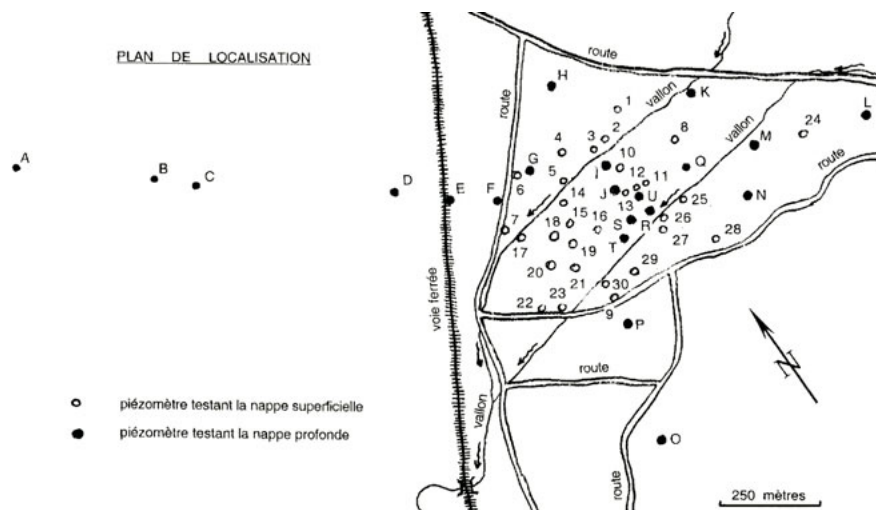 PLAN DE LOCALISATION
route
H
K
L
1
vallon
route
2
8
24
M
4
3
vallon
route
A
B
C
D
E
F
G
I
10
Q
6
5
12
11
N
14
J
U
25
13
7
15
16
S
R
26
18
17
T
27
28
19
20
29
21
30
22
23
9
voie ferrée
P
N
route
piézomètre testant la nappe superficielle
piézomètre testant la nappe profonde
vallon
O
route
250 mètres